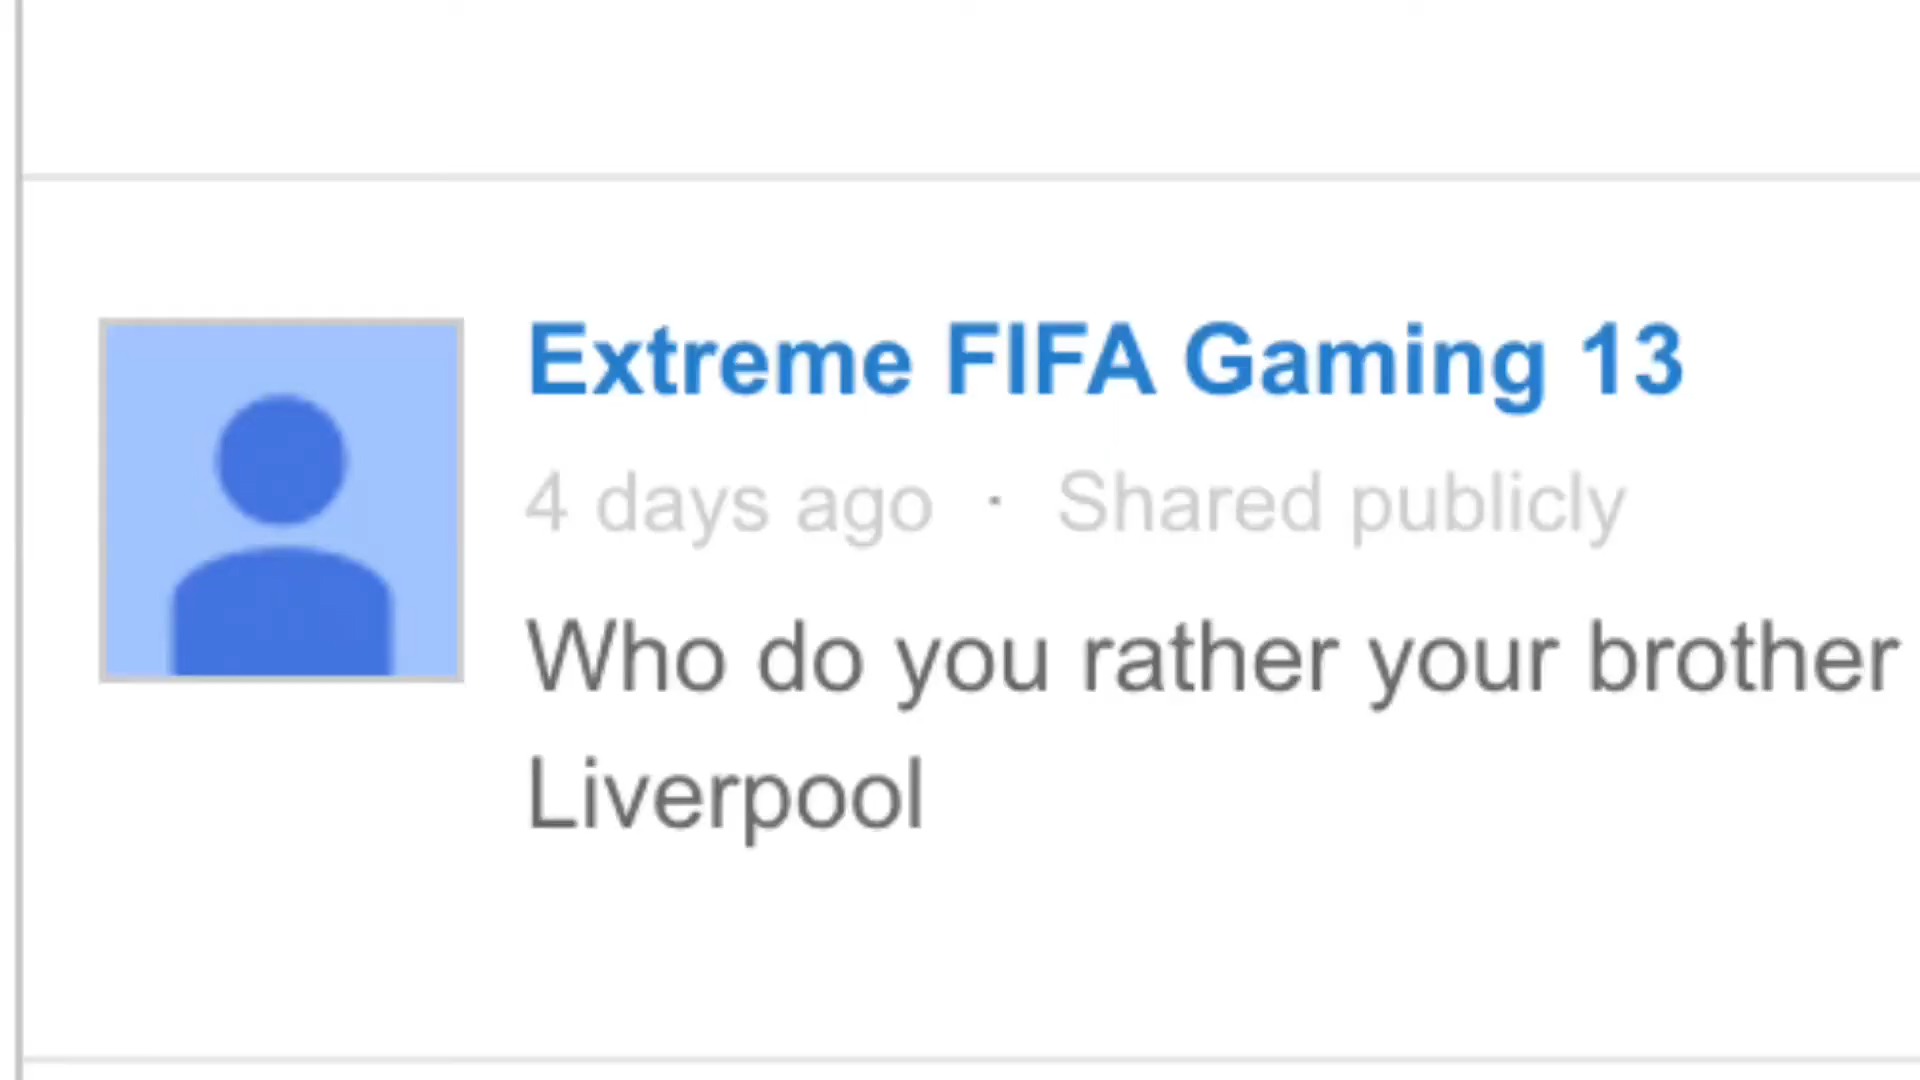 Extreme FIFA Gaming 13
4 days ago · Shared publicly
Who do you rather your brother
Liverpool